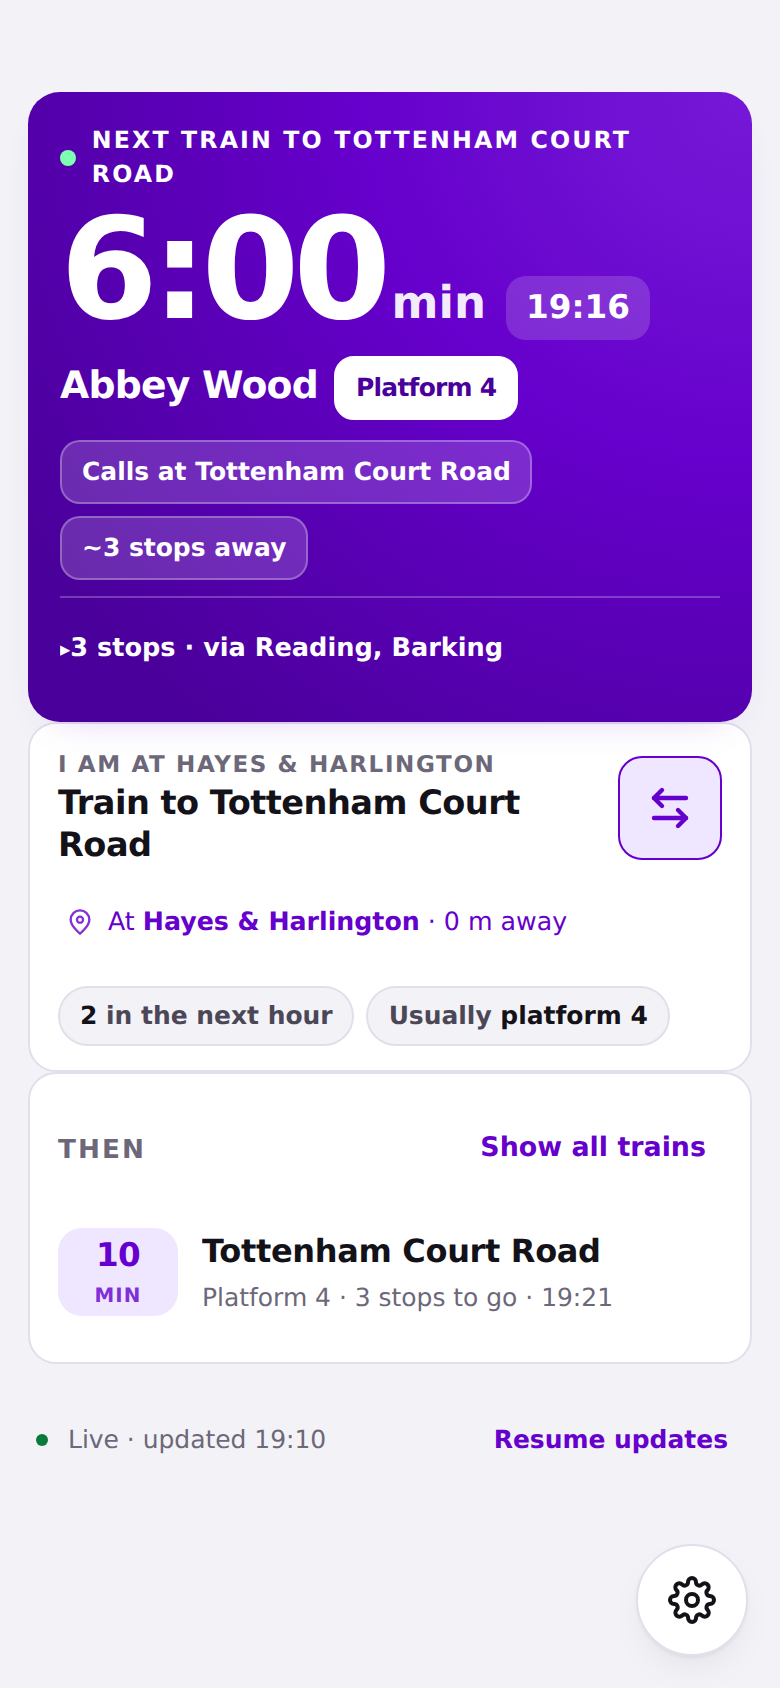 NEXT TRAIN TO TOTTENHAM COURT
ROAD
6:00 min 19:16
Abbey Wood Platform 4
Calls at Tottenham Court Road
~3 stops away
▸3 stops · via Reading, Barking
I AM AT HAYES & HARLINGTON
Train to Tottenham Court
Road
At Hayes & Harlington · 0 m away
2 in the next hour Usually platform 4
THEN Show all trains
10 MIN
Tottenham Court Road
Platform 4 · 3 stops to go · 19:21
Live · updated 19:10 Resume updates